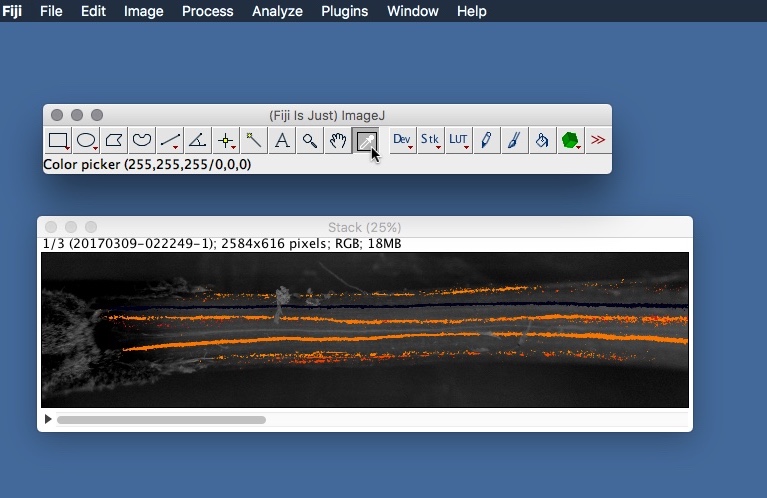 Fiji File Edit Image Process Analyze Plugins Window Help
(Fiji Is Just) ImageJ
A Dev Stk LUT >>
Color picker (255,255,255/0,0,0)
Stack (25%)
1/3 (20170309-022249-1); 2584x616 pixels; RGB; 18MB